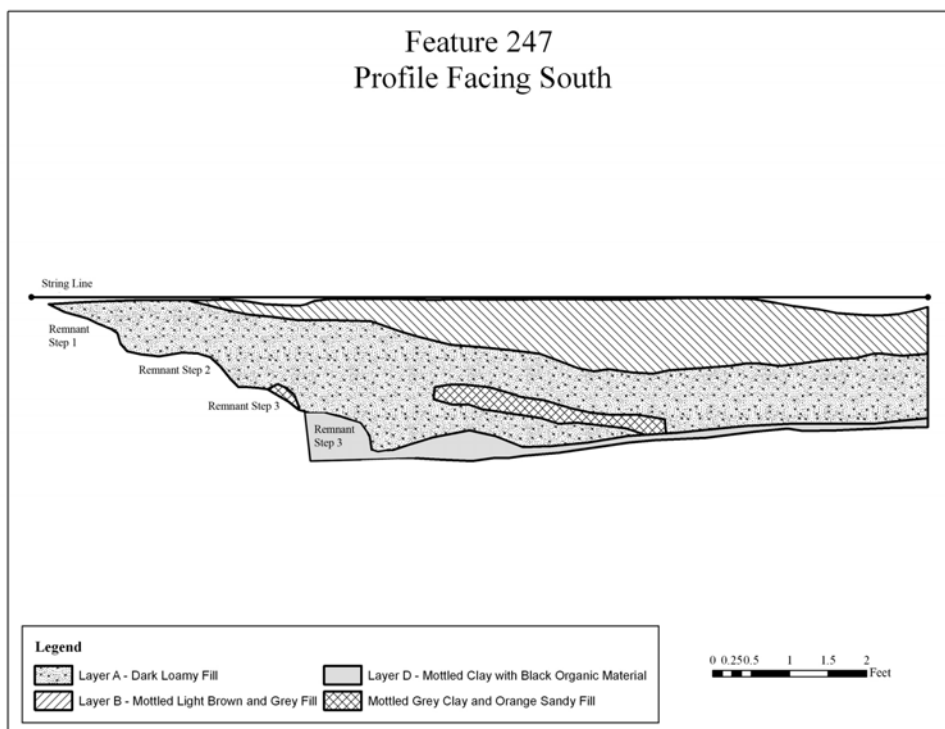 Feature 247
Profile Facing South
String Line
Remnant
Step 1
Remnant Step 2
Remnant Step 3
Remnant
Step 3
Legend
Layer A - Dark Loamy Fill
Layer D - Mottled Clay with Black Organic Material
Layer B - Mottled Light Brown and Grey Fill
Mottled Grey Clay and Orange Sandy Fill
0 0.25 0.5 1 1.5 2
Feet